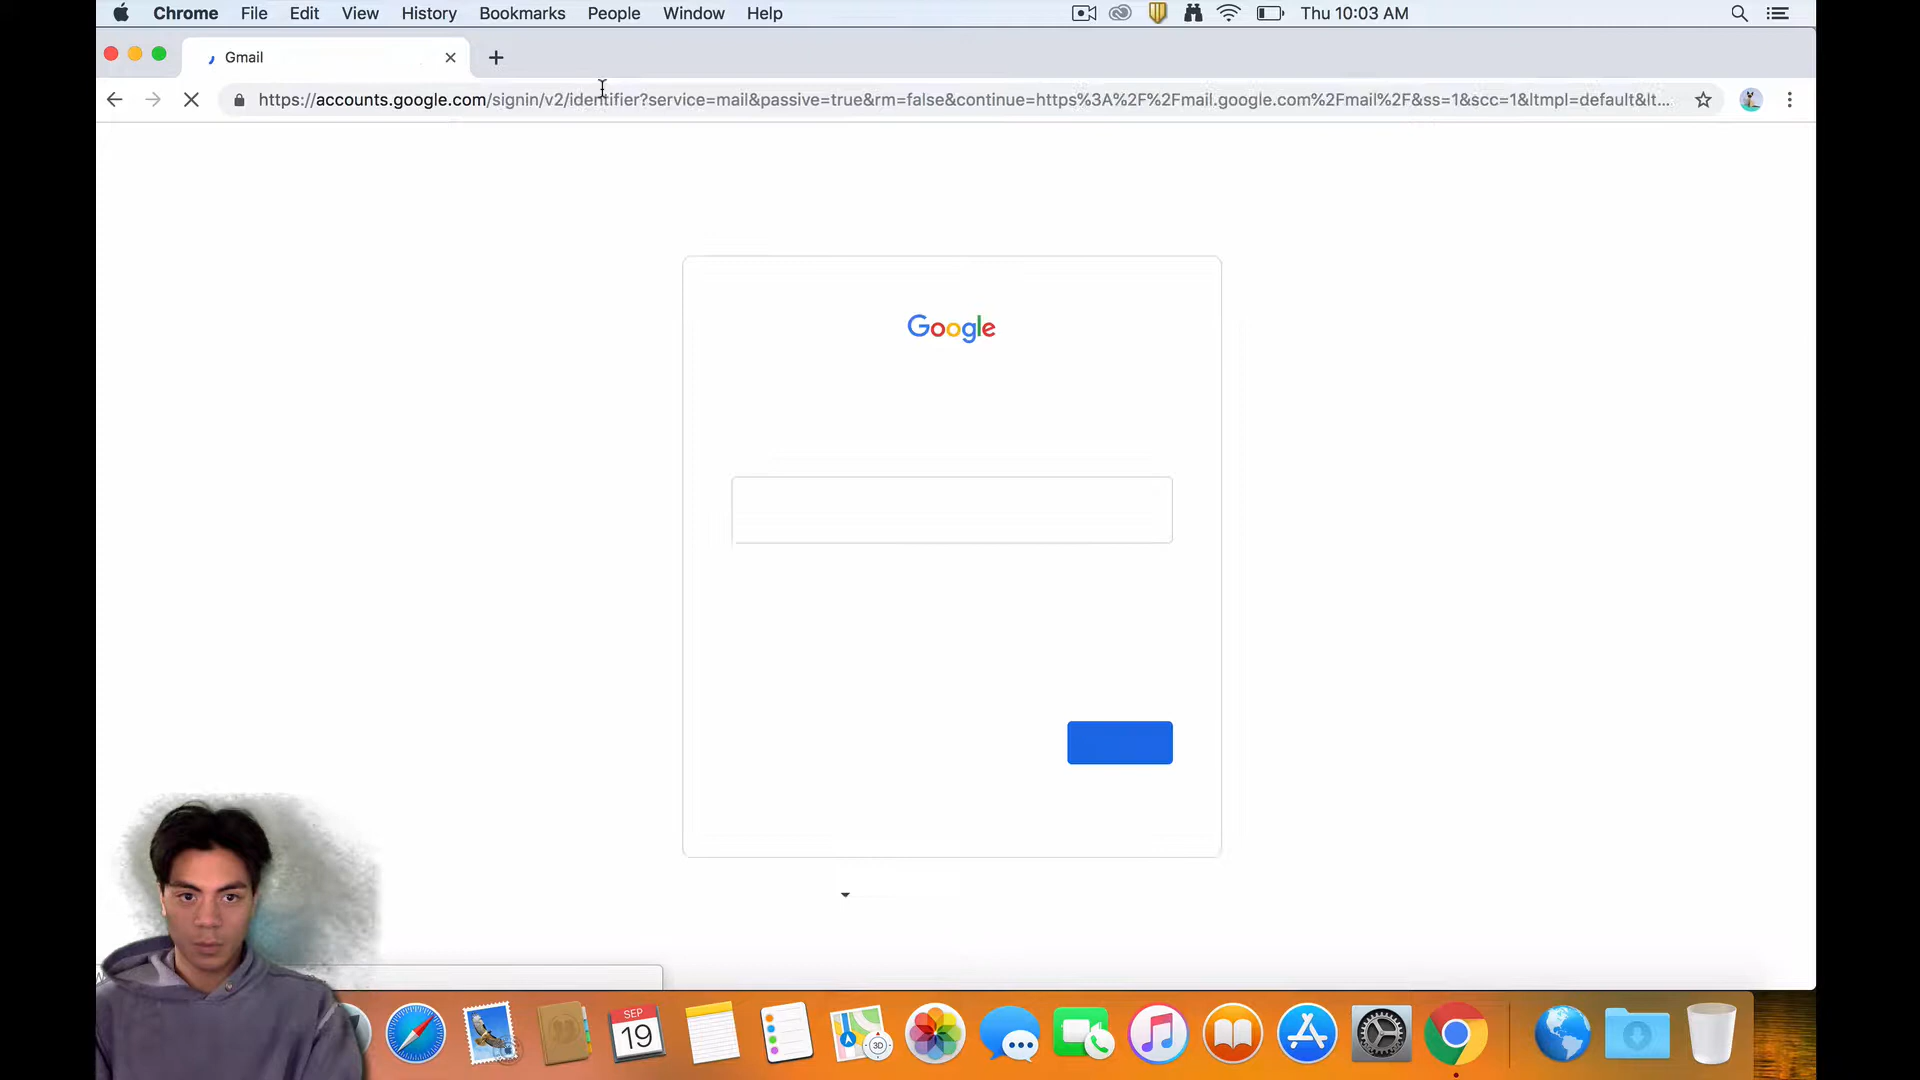 Chrome File Edit View History Bookmarks People Window Help Thu 10:03 AM
Gmail
https://accounts.google.com/signin/v2/identifier?service=mail&passive=true&rm=false&continue=https%3A%2F%2Fmail.google.com%2Fmail%2F&ss=1&scc=1&ltmpl=default&lt...
Google
SEP
19
3D